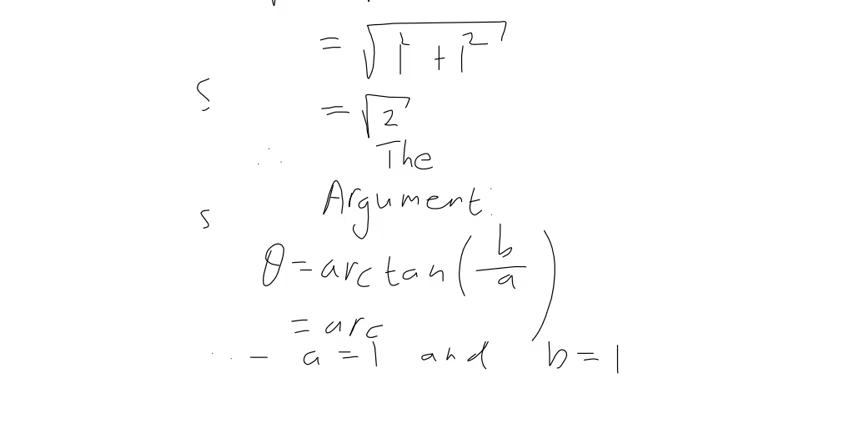 = √(1² + 1²)
S
= √2
∴ The
Argument:
s
θ = arctan(b/a)
= arc
∴ - a = 1 and b = 1